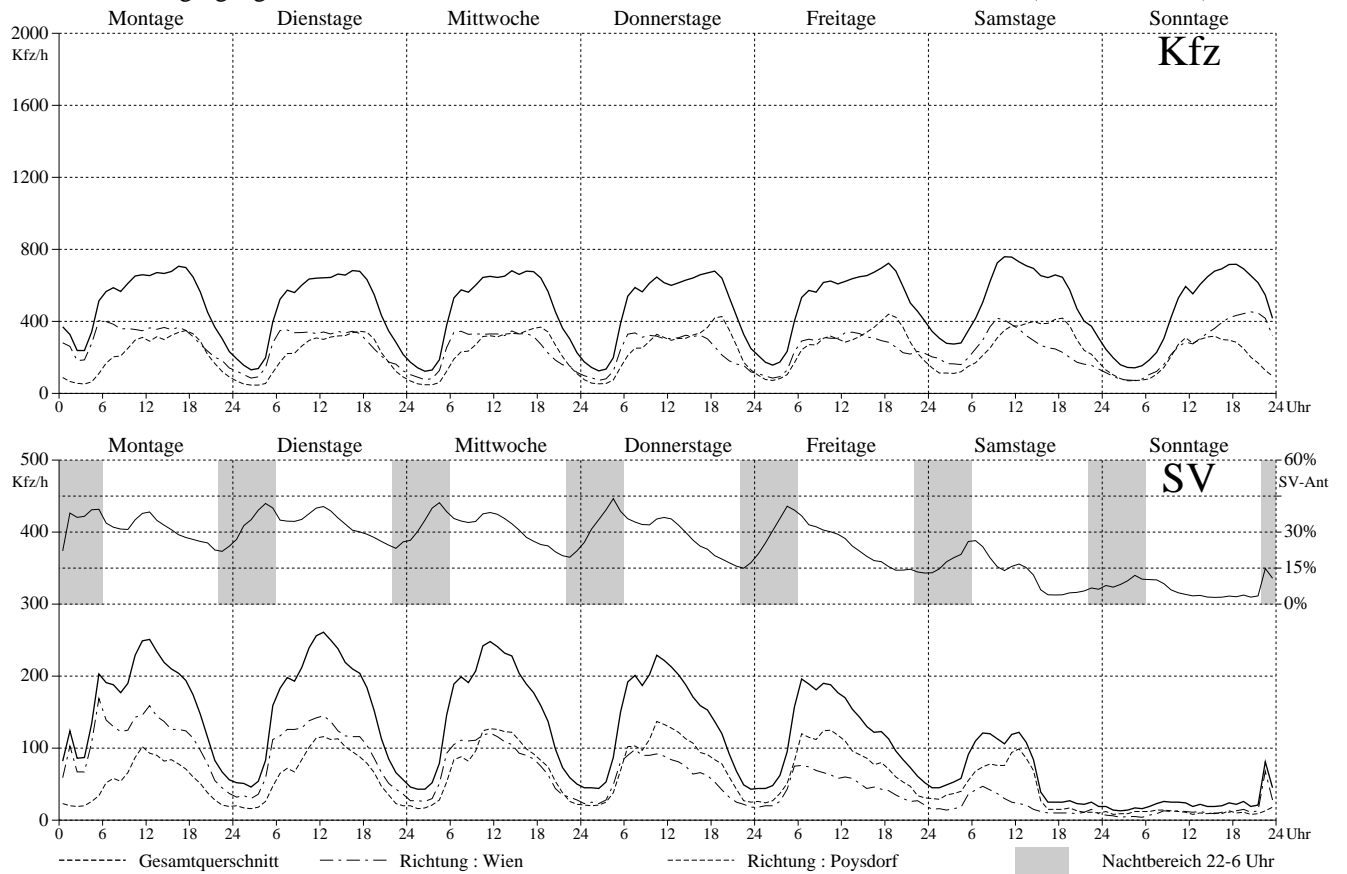 Montage Dienstage Mittwoche Donnerstage Freitage Samstage Sonntage
2000
Kfz/h
Kfz
1600
1200
800
400
0
0 6 12 18 24 6 12 18 24 6 12 18 24 6 12 18 24 6 12 18 24 6 12 18 24 6 12 18 24 Uhr
Montage Dienstage Mittwoche Donnerstage Freitage Samstage Sonntage
500 60%
Kfz/h SV SV-Ant
400 30%
15%
300 0%
200
100
0
0 6 12 18 24 6 12 18 24 6 12 18 24 6 12 18 24 6 12 18 24 6 12 18 24 6 12 18 24 Uhr
Gesamtquerschnitt Richtung : Wien Richtung : Poysdorf Nachtbereich 22-6 Uhr